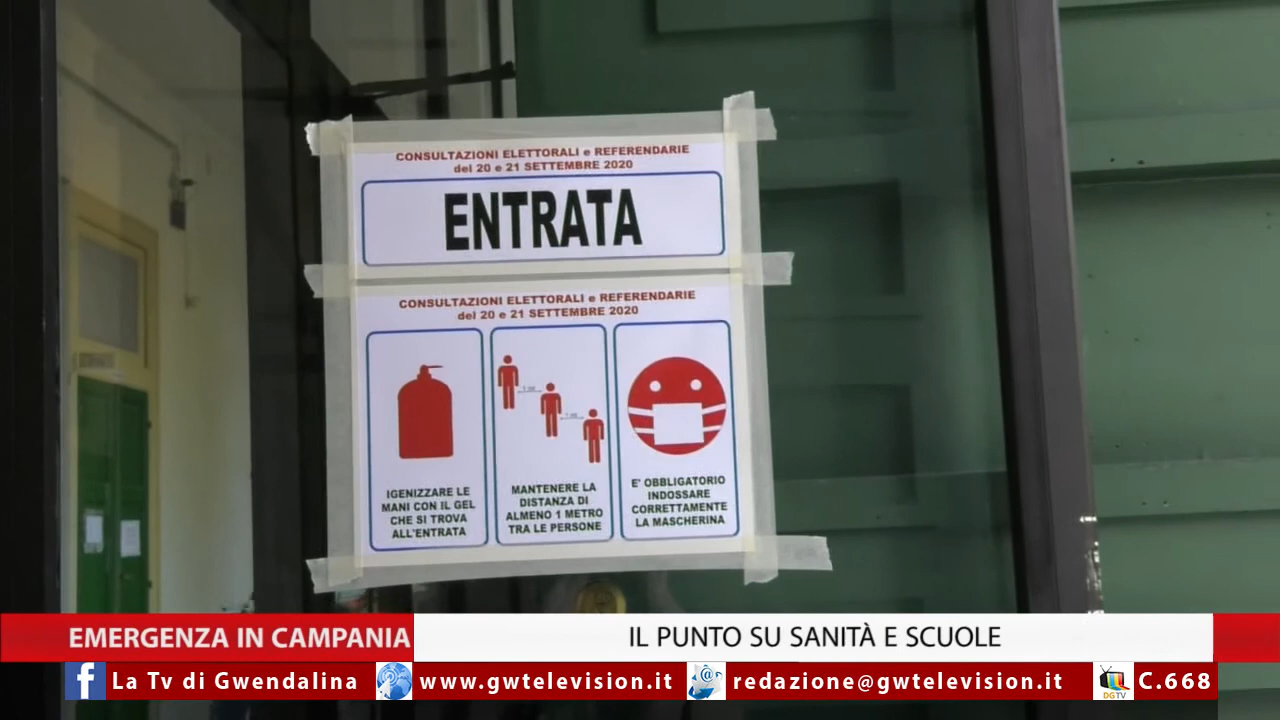 CONSULTAZIONI ELETTORALI e REFERENDARIE
del 20 e 21 SETTEMBRE 2020
ENTRATA
CONSULTAZIONI ELETTORALI e REFERENDARIE
del 20 e 21 SETTEMBRE 2020
IGENIZZARE LE
MANI CON IL GEL
CHE SI TROVA
ALL'ENTRATA
MANTENERE LA
DISTANZA DI
ALMENO 1 METRO
TRA LE PERSONE
E' OBBLIGATORIO
INDOSSARE
CORRETTAMENTE
LA MASCHERINA
EMERGENZA IN CAMPANIA
IL PUNTO SU SANITÀ E SCUOLE
La Tv di Gwendalina
www.gwtelevision.it
redazione@gwtelevision.it
DGTV
C.668